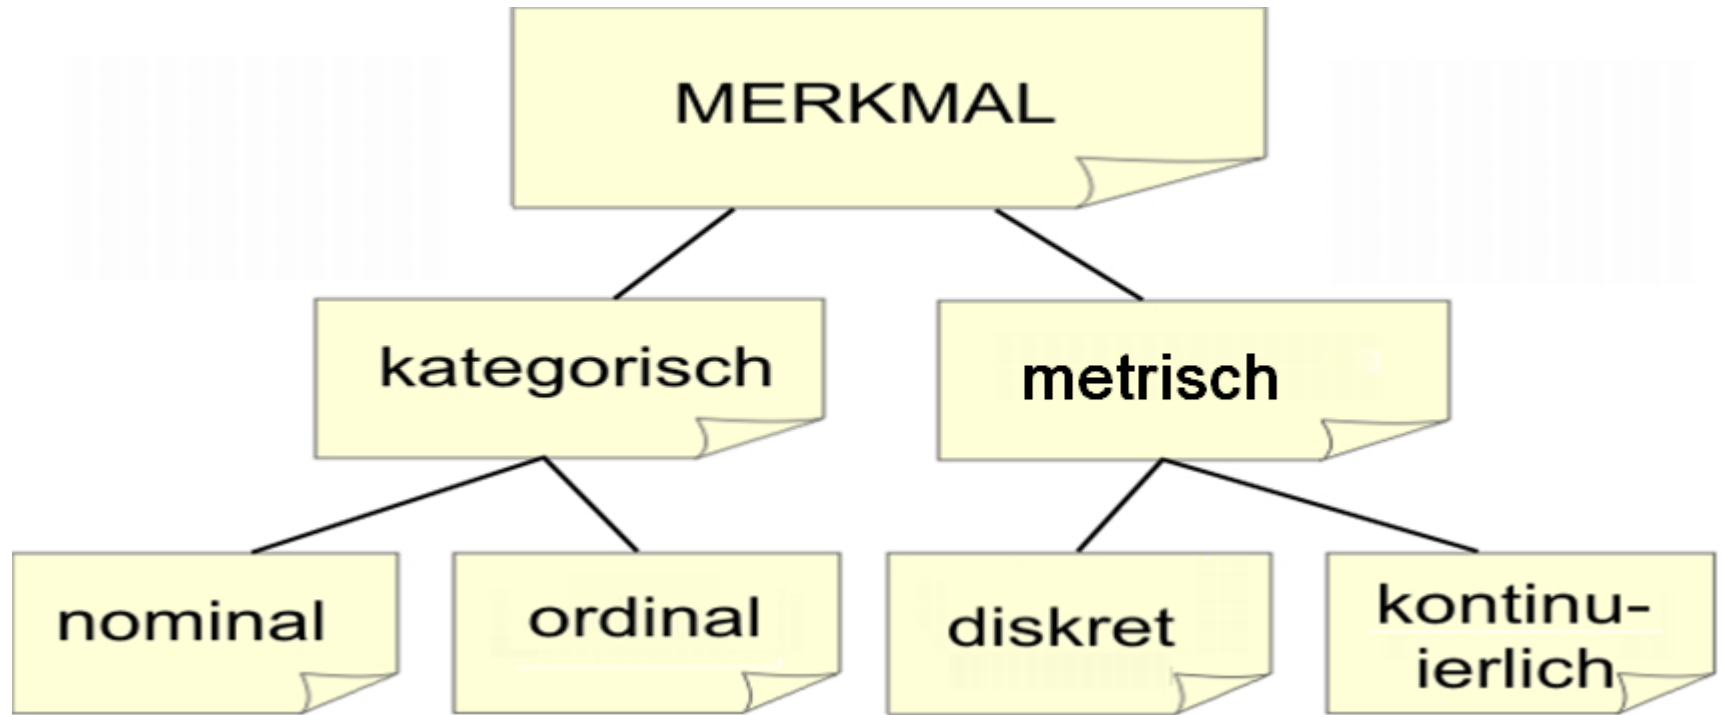 MERKMAL
kategorisch
metrisch
nominal
ordinal
diskret
kontinu-
ierlich